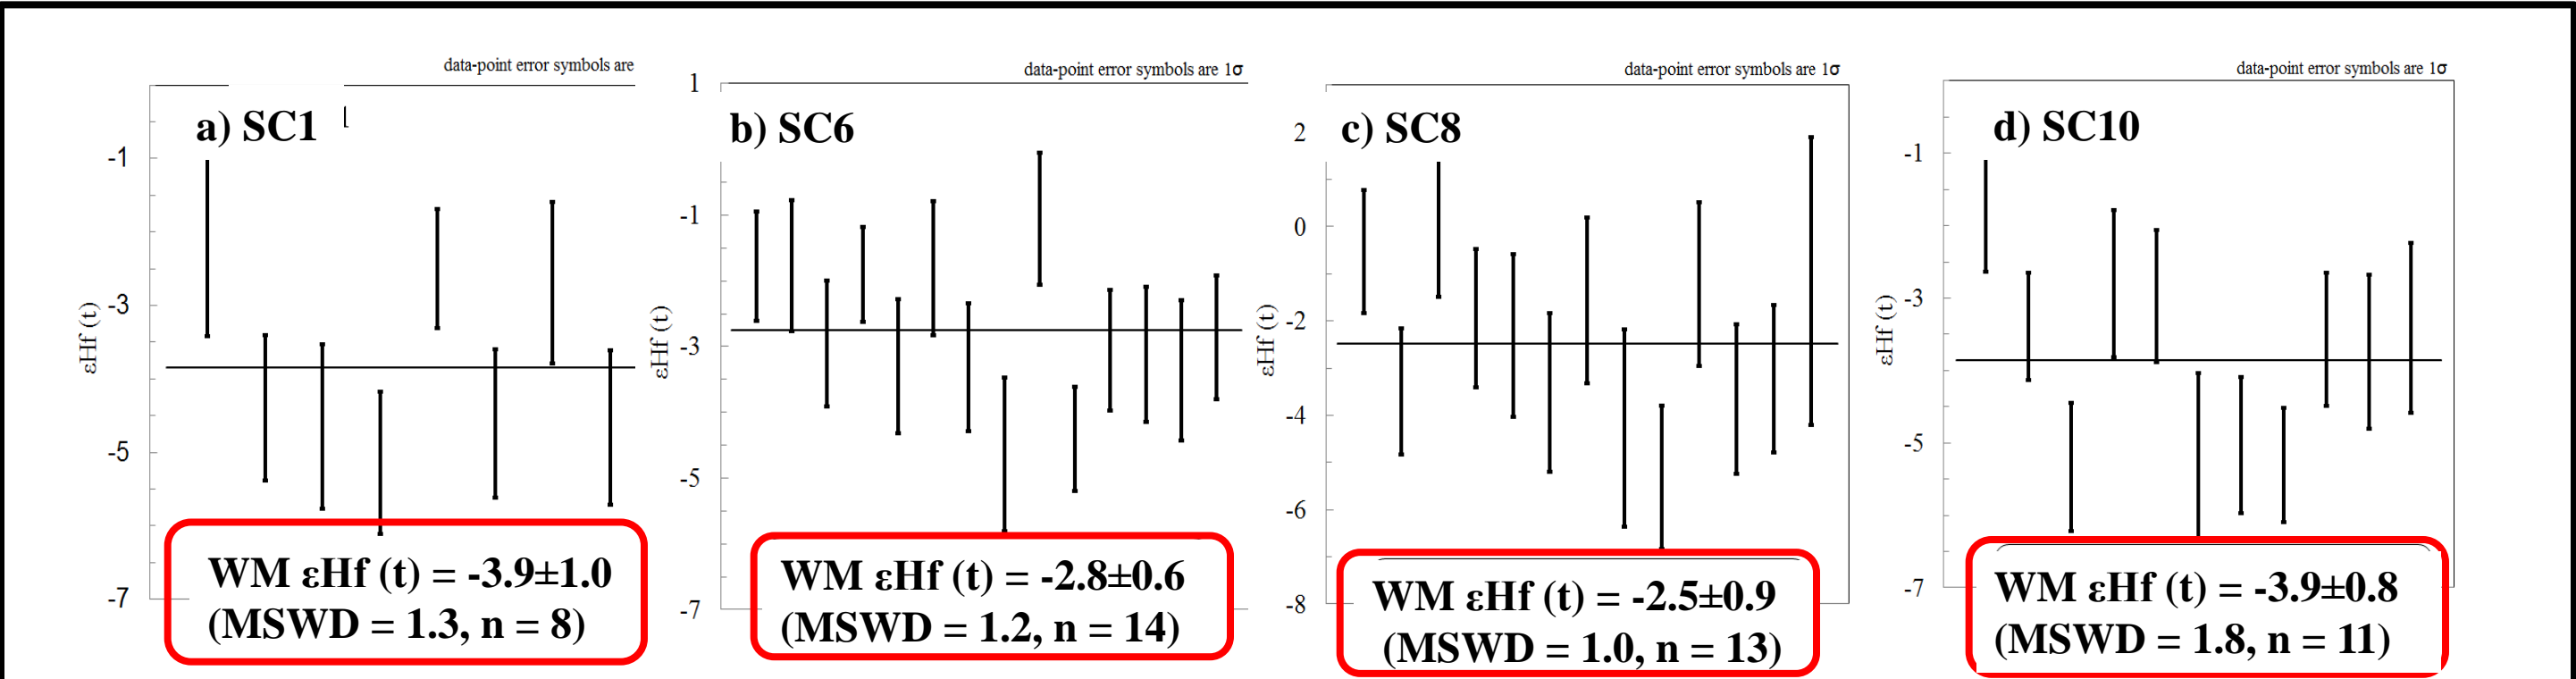 data-point error symbols are
a) SC1
-1
-3
-5
-7
εHf (t)
WM εHf (t) = -3.9±1.0
(MSWD = 1.3, n = 8)
data-point error symbols are 1σ
1
b) SC6
-1
-3
-5
-7
εHf (t)
WM εHf (t) = -2.8±0.6
(MSWD = 1.2, n = 14)
data-point error symbols are 1σ
2
c) SC8
0
-2
-4
-6
-8
εHf (t)
WM εHf (t) = -2.5±0.9
(MSWD = 1.0, n = 13)
data-point error symbols are 1σ
d) SC10
-1
-3
-5
-7
εHf (t)
WM εHf (t) = -3.9±0.8
(MSWD = 1.8, n = 11)